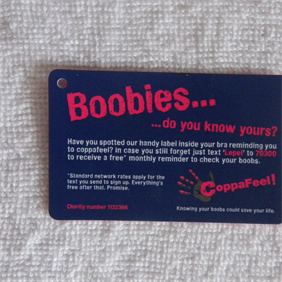 Boobies...
...do you know yours?
Have you spotted our handy label inside your bra reminding you
to coppafeel? in case you still forget just text 'Lepel' to 70300
to receive a free* monthly reminder to check your boobs.
*Standard network rates apply for the
text you send to sign up. Everything's
free after that. Promise.
CoppaFeel!
Charity number
Knowing your boobs could save your life.